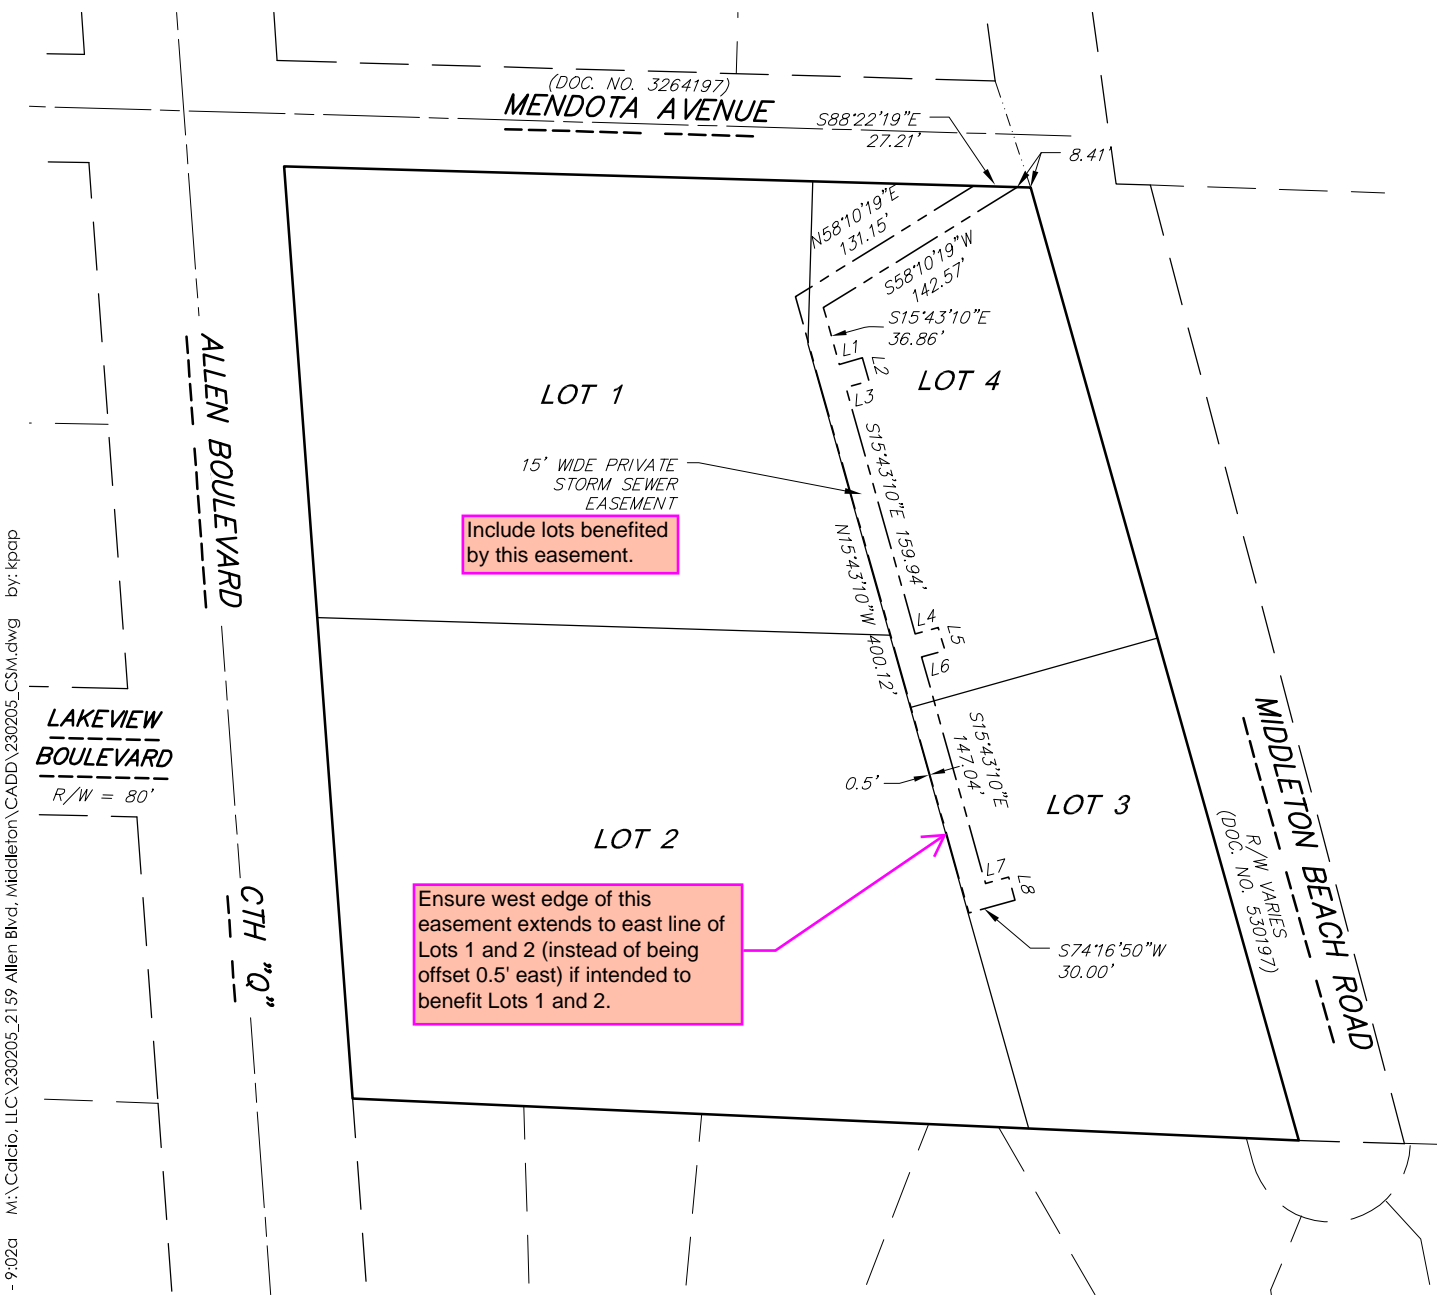 (DOC. NO. 3264197)
MENDOTA AVENUE
S88°22'19"E
27.21'
8.41'
N58°10'19"E
131.15'
S58°10'19"W
142.57'
S15°43'10"E
36.86'
L1
L2
L3
LOT 1
LOT 4
ALLEN BOULEVARD
15' WIDE PRIVATE
STORM SEWER
EASEMENT
Include lots benefited
by this easement.
S15°43'10"E 159.94'
N15°43'10"W 400.12'
L4
L5
L6
LAKEVIEW
BOULEVARD
R/W = 80'
S15°43'10"E
147.04'
0.5'
LOT 3
LOT 2
MIDDLETON BEACH ROAD
R/W VARIES
(DOC. NO. 530197)
L7
L8
CTH "Q"
Ensure west edge of this
easement extends to east line of
Lots 1 and 2 (instead of being
offset 0.5' east) if intended to
benefit Lots 1 and 2.
S74°16'50"W
30.00'
- 9:02a M:\Calcio, LLC\230205_2159 Allen Blvd, Middleton\CADD\230205_CSM.dwg by: kpap